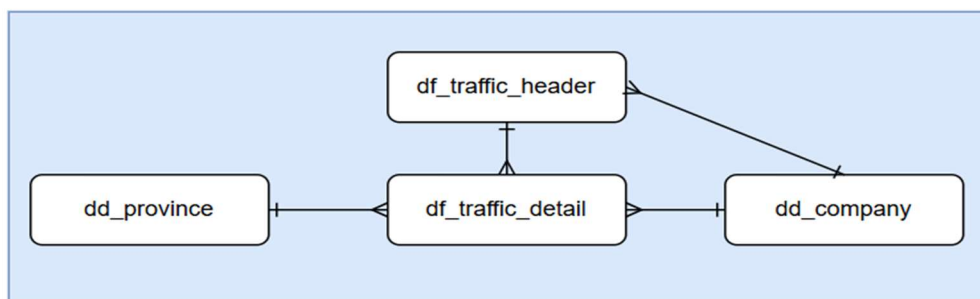 df_traffic_header
dd_province
df_traffic_detail
dd_company